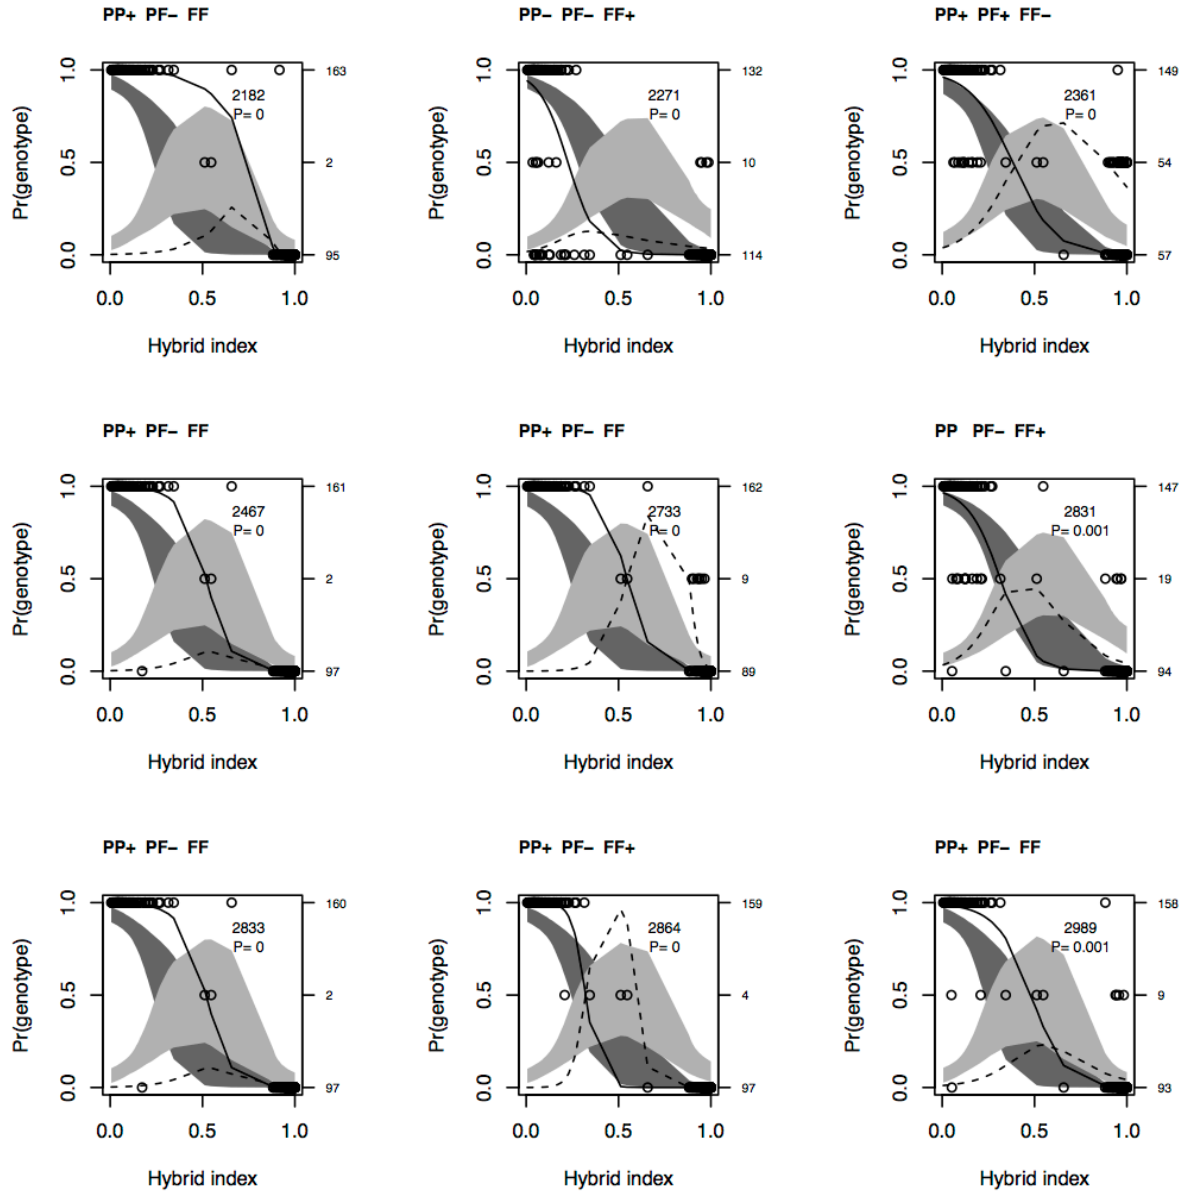 PP+ PF− FF
Pr(genotype)
1.0
0.5
0.0
2182
P= 0
163
2
95
0.0 0.5 1.0
Hybrid index
PP− PF− FF+
Pr(genotype)
1.0
0.5
0.0
2271
P= 0
132
10
114
0.0 0.5 1.0
Hybrid index
PP+ PF+ FF−
Pr(genotype)
1.0
0.5
0.0
2361
P= 0
149
54
57
0.0 0.5 1.0
Hybrid index
PP+ PF− FF
Pr(genotype)
1.0
0.5
0.0
2467
P= 0
161
2
97
0.0 0.5 1.0
Hybrid index
PP+ PF− FF
Pr(genotype)
1.0
0.5
0.0
2733
P= 0
162
9
89
0.0 0.5 1.0
Hybrid index
PP PF− FF+
Pr(genotype)
1.0
0.5
0.0
2831
P= 0.001
147
19
94
0.0 0.5 1.0
Hybrid index
PP+ PF− FF
Pr(genotype)
1.0
0.5
0.0
2833
P= 0
160
2
97
0.0 0.5 1.0
Hybrid index
PP+ PF− FF+
Pr(genotype)
1.0
0.5
0.0
2864
P= 0
159
4
97
0.0 0.5 1.0
Hybrid index
PP+ PF− FF
Pr(genotype)
1.0
0.5
0.0
2989
P= 0.001
158
9
93
0.0 0.5 1.0
Hybrid index